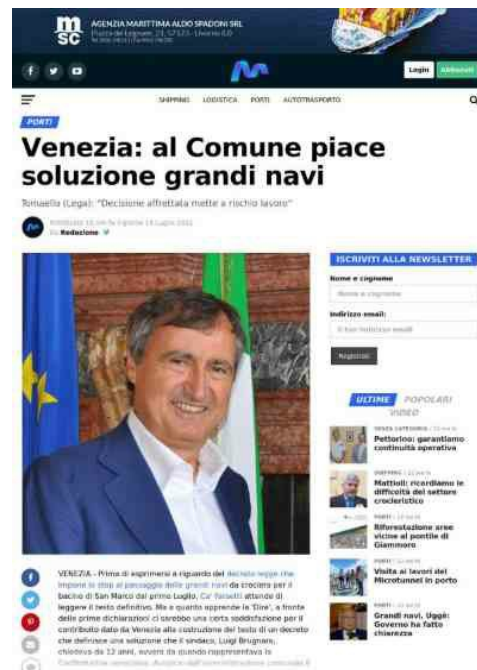 MSC
AGENZIA MARITTIMA ALDO SPADONI SRL
Login
SHIPPING LOGISTICA PORTI AUTOTRASPORTO
PORTI
Venezia: al Comune piace
soluzione grandi navi
Tomaello (Lega): "Decisione affrettata mette a rischio lavoro"
Redazione
ISCRIVITI ALLA NEWSLETTER
Nome e cognome
Nome e cognome
Indirizzo email:
Il tuo indirizzo email
Registrati
ULTIME POPOLARI
VIDEO
Pettorino: garantiamo
continuità operativa
Mattioli: ricordiamo le
difficoltà del settore
crocieristico
Riforestazione aree
vicine al pontile di
Giammoro
Visita ai lavori del
Microtunnel in porto
Grandi navi, Uggè:
Governo ha fatto
chiarezza
VENEZIA - Prima di esprimersi a riguardo del decreto legge che
impone lo stop al passaggio delle grandi navi da crociera per il
bacino di San Marco dal primo Luglio, Ca' Farsetti attende di
leggere il testo definitivo. Ma a quanto apprende la 'Dire', a fronte
delle prime dichiarazioni ci sarebbe una certa soddisfazione per il
contributo dato da Venezia alla costruzione del testo di un decreto
che definisce una soluzione che il sindaco, Luigi Brugnaro,
chiedeva da 12 anni, ovvero da quando rappresentava la